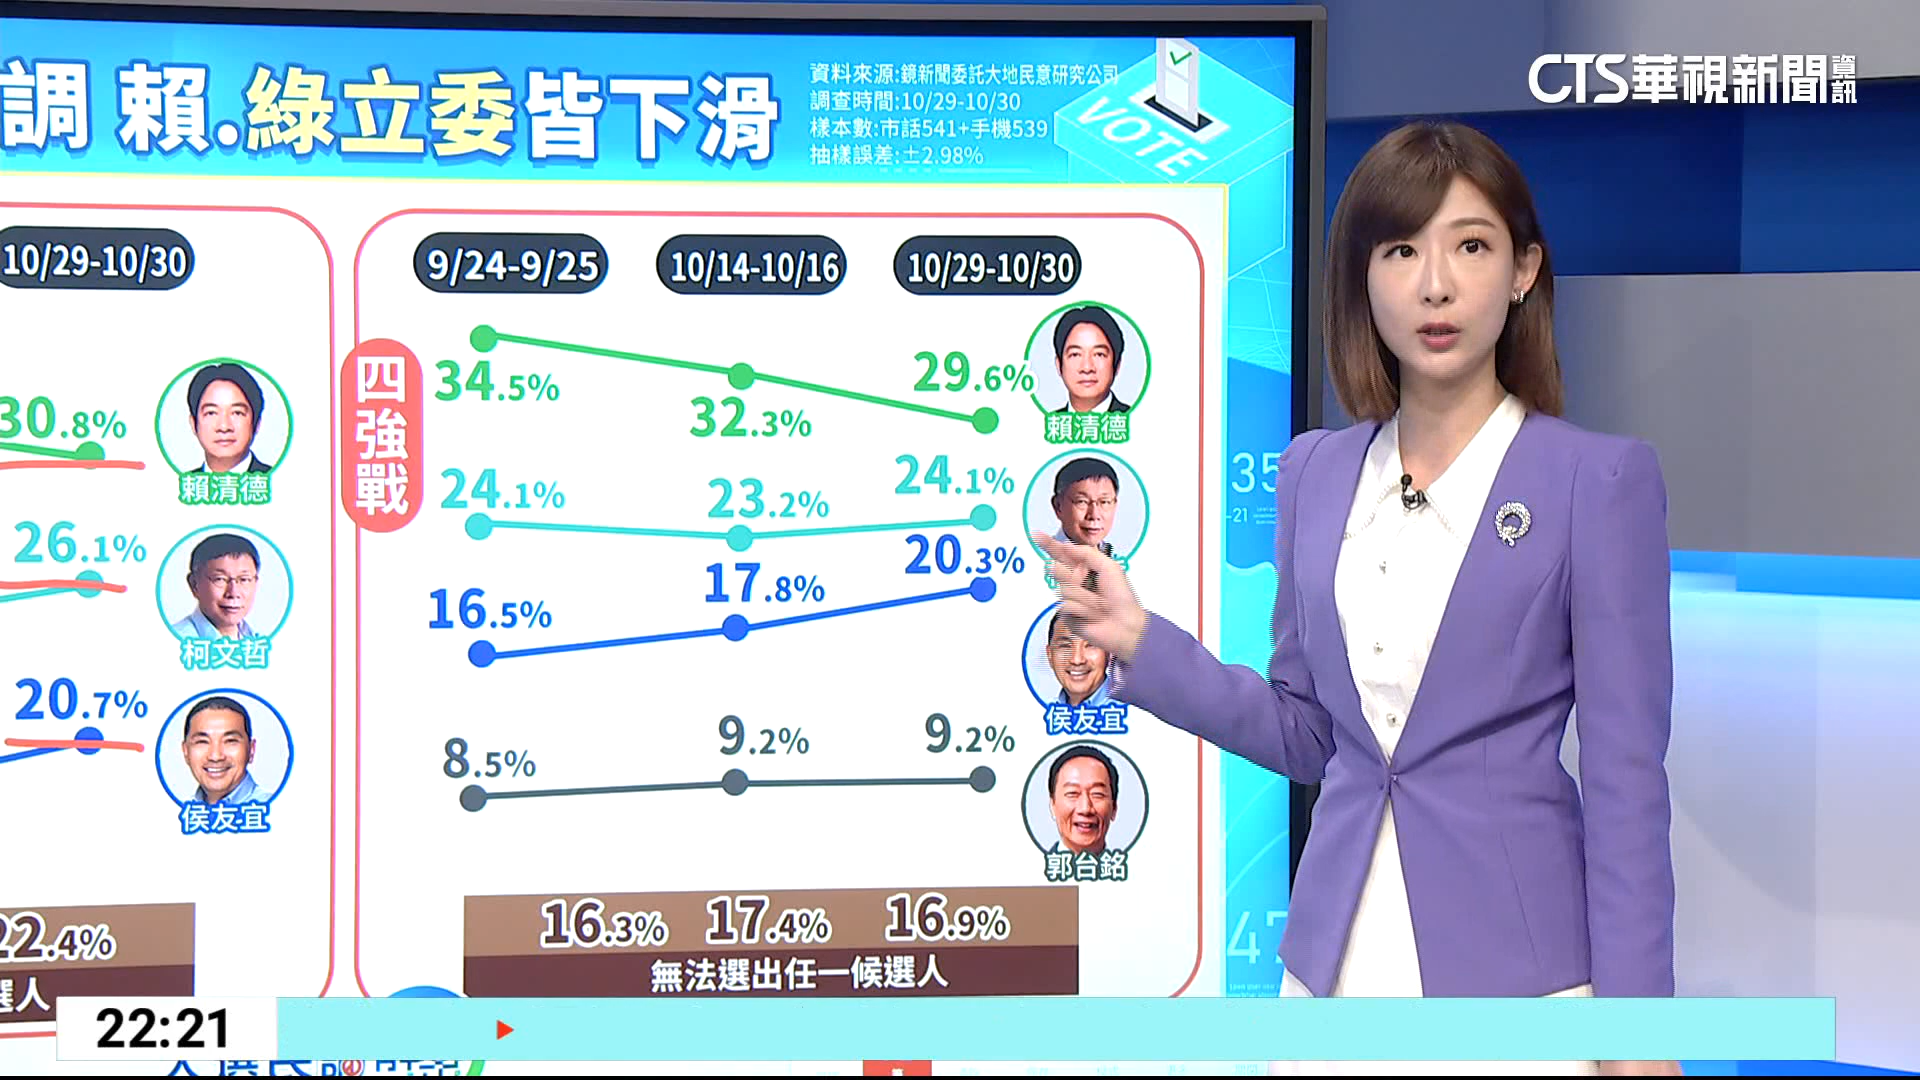 調 賴.綠立委皆下滑
資料來源:鏡新聞委託大地民意研究公司
調查時間:10/29-10/30
樣本數:市話541+手機539
抽樣誤差:±2.98%
VOTE
CTS華視新聞資訊
10/29-10/30
30.8%
賴清德
26.1%
柯文哲
20.7%
侯友宜
22.4%
選人
四強戰
9/24-9/25
10/14-10/16
10/29-10/30
34.5%
32.3%
29.6%
賴清德
24.1%
23.2%
24.1%
16.5%
17.8%
20.3%
侯友宜
8.5%
9.2%
9.2%
郭台銘
16.3%
17.4%
16.9%
無法選出任一候選人
35
-21
47
22:21